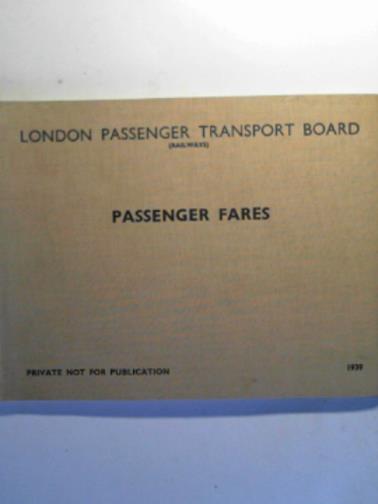 LONDON PASSENGER TRANSPORT BOARD
(RAILWAYS)
PASSENGER FARES
PRIVATE NOT FOR PUBLICATION 1939